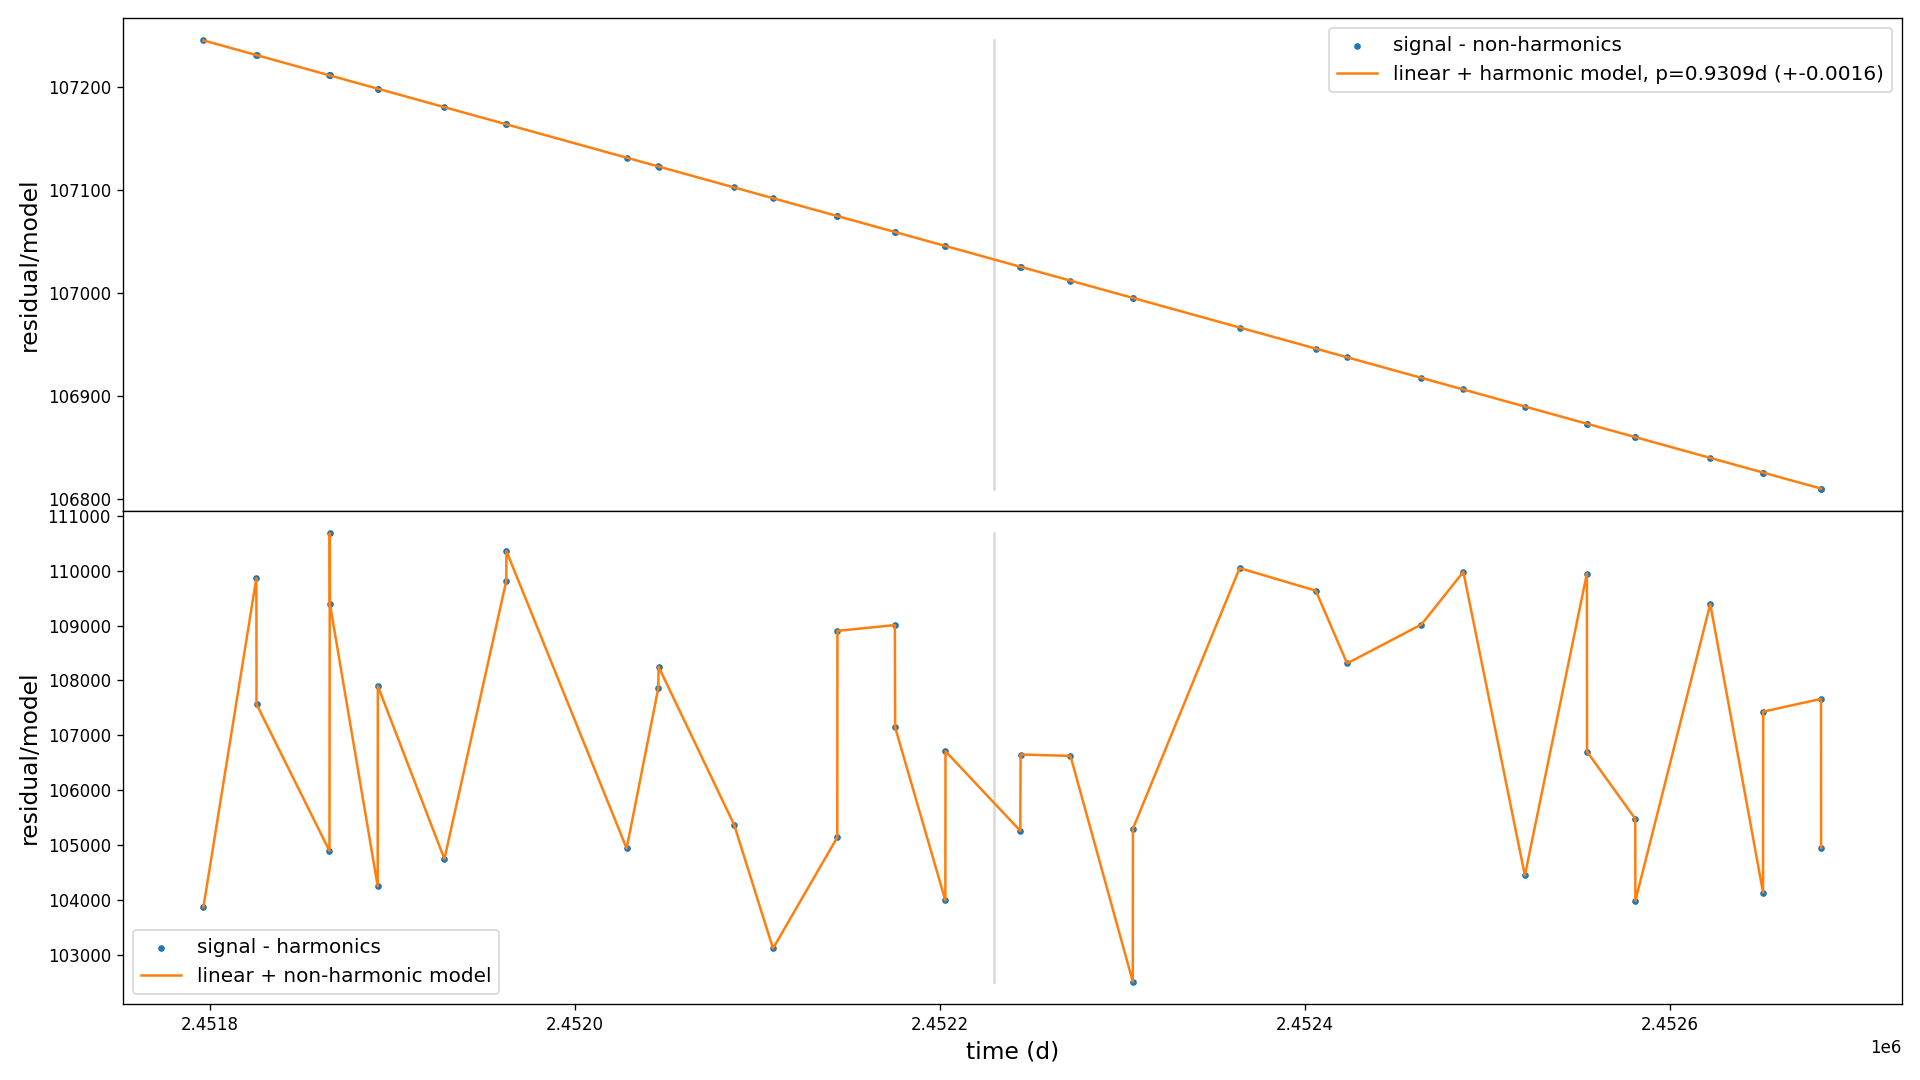 residual/model
107200
107100
107000
106900
106800
signal - non-harmonics
linear + harmonic model, p=0.9309d (+-0.0016)
residual/model
111000
110000
109000
108000
107000
106000
105000
104000
103000
signal - harmonics
linear + non-harmonic model
2.4518
2.4520
2.4522
2.4524
2.4526
time (d)
1e6